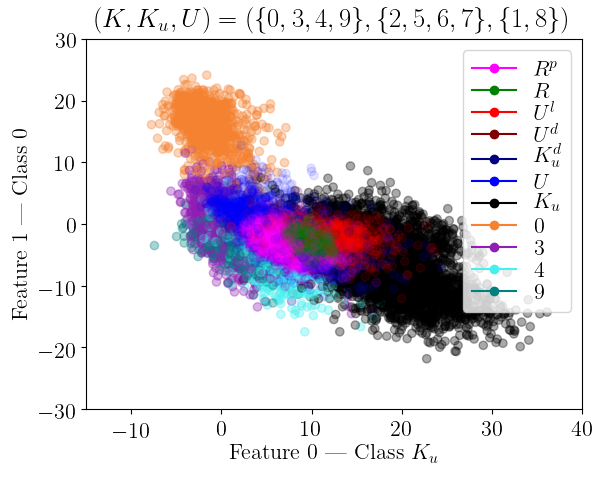 (K, K_u, U) = ({0, 3, 4, 9}, {2, 5, 6, 7}, {1, 8})
30
20
10
0
−10
−20
−30
Feature 1 — Class 0
R^p
R
U^l
U^d
K_u^d
U
K_u
0
3
4
9
−10
0
10
20
30
40
Feature 0 — Class K_u